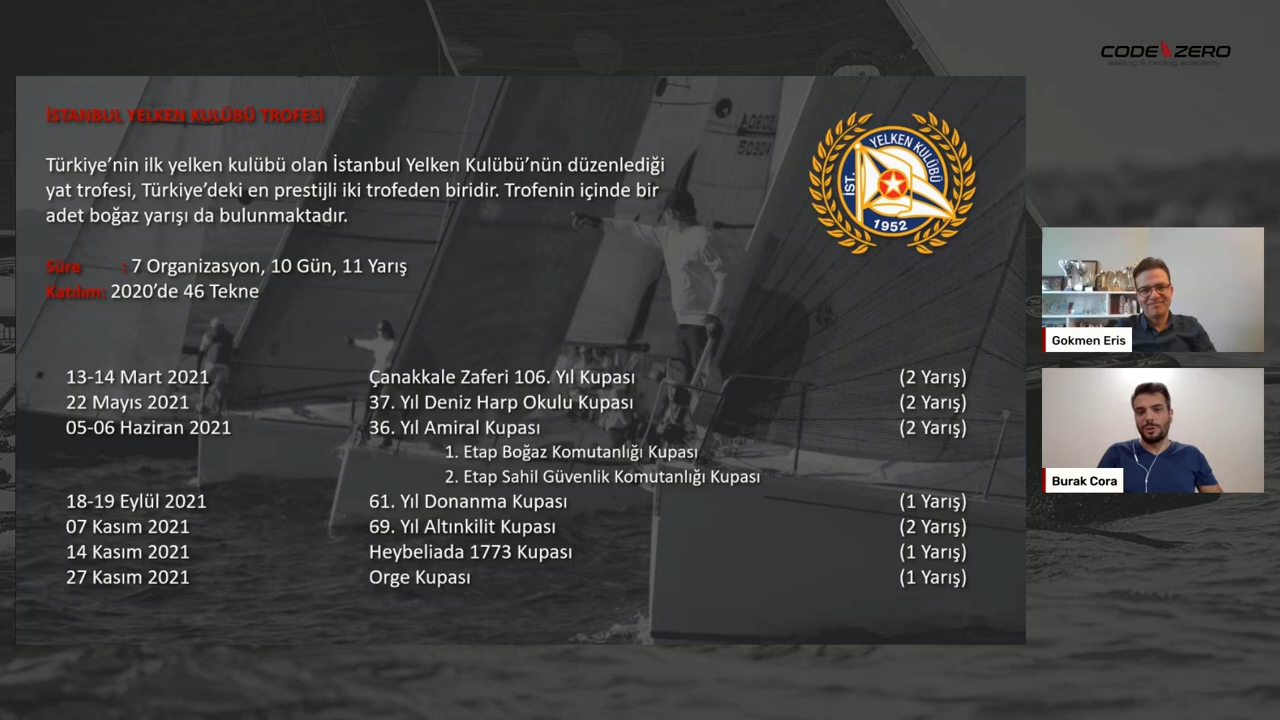 CODE ZERO
sailing & racing academy
İSTANBUL YELKEN KULÜBÜ TROFESİ
Türkiye’nin ilk yelken kulübü olan İstanbul Yelken Kulübü’nün düzenlediği
yat trofesi, Türkiye’deki en prestijli iki trofeden biridir. Trofenin içinde bir
adet boğaz yarışı da bulunmaktadır.
İST. YELKEN KULÜBÜ
1952
Süre : 7 Organizasyon, 10 Gün, 11 Yarış
Katılım: 2020’de 46 Tekne
13-14 Mart 2021 Çanakkale Zaferi 106. Yıl Kupası (2 Yarış)
22 Mayıs 2021 37. Yıl Deniz Harp Okulu Kupası (2 Yarış)
05-06 Haziran 2021 36. Yıl Amiral Kupası (2 Yarış)
1. Etap Boğaz Komutanlığı Kupası
2. Etap Sahil Güvenlik Komutanlığı Kupası
18-19 Eylül 2021 61. Yıl Donanma Kupası (1 Yarış)
07 Kasım 2021 69. Yıl Altınkilit Kupası (2 Yarış)
14 Kasım 2021 Heybeliada 1773 Kupası (1 Yarış)
27 Kasım 2021 Orge Kupası (1 Yarış)
Gokmen Eris
Burak Cora